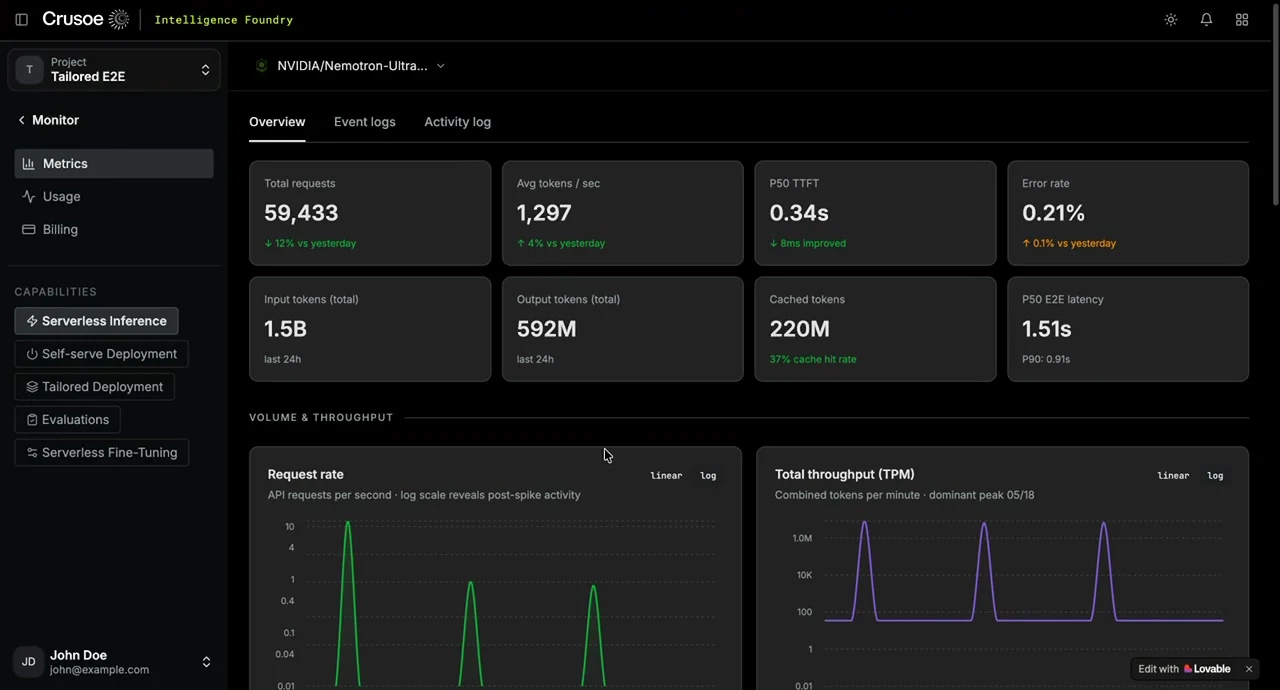 Crusoe Intelligence Foundry
T Project
Tailored E2E
NVIDIA/Nemotron-Ultra...
Monitor
Metrics
Usage
Billing
CAPABILITIES
Serverless Inference
Self-serve Deployment
Tailored Deployment
Evaluations
Serverless Fine-Tuning
JD John Doe
john@example.com
Overview Event logs Activity log
Total requests
59,433
↓ 12% vs yesterday
Avg tokens / sec
1,297
↑ 4% vs yesterday
P50 TTFT
0.34s
↓ 8ms improved
Error rate
0.21%
↑ 0.1% vs yesterday
Input tokens (total)
1.5B
last 24h
Output tokens (total)
592M
last 24h
Cached tokens
220M
37% cache hit rate
P50 E2E latency
1.51s
P90: 0.91s
VOLUME & THROUGHPUT
Request rate linear log
API requests per second · log scale reveals post-spike activity
10
4
1
0.4
0.1
0.04
0.01
Total throughput (TPM) linear log
Combined tokens per minute · dominant peak 05/18
1.0M
10K
100
1
0.01
Edit with Lovable ×